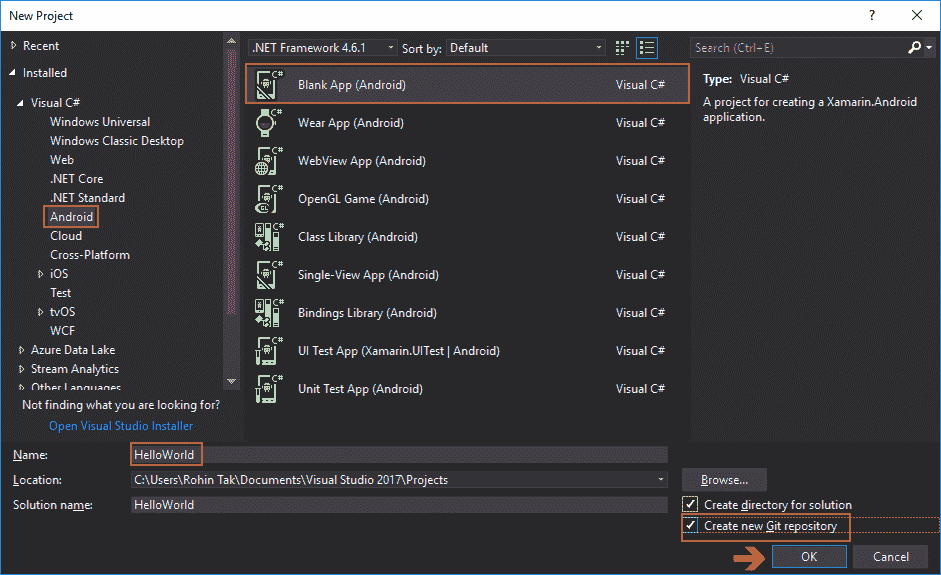 New Project
?
Recent
Installed
Visual C#
Windows Universal
Windows Classic Desktop
Web
.NET Core
.NET Standard
Android
Cloud
Cross-Platform
iOS
Test
tvOS
WCF
Azure Data Lake
Stream Analytics
Other Languages
Not finding what you are looking for?
Open Visual Studio Installer
.NET Framework 4.6.1 Sort by: Default
C# Blank App (Android) Visual C#
Wear App (Android) Visual C#
C# WebView App (Android) Visual C#
C# OpenGL Game (Android) Visual C#
GL
C# Class Library (Android) Visual C#
C# Single-View App (Android) Visual C#
C# Bindings Library (Android) Visual C#
C# UI Test App (Xamarin.UITest | Android) Visual C#
C# Unit Test App (Android) Visual C#
Search (Ctrl+E)
Type: Visual C#
A project for creating a Xamarin.Android
application.
Name: HelloWorld
Location: C:\Users\Rohin Tak\Documents\Visual Studio 2017\Projects
Browse...
Solution name: HelloWorld
Create directory for solution
Create new Git repository
OK Cancel